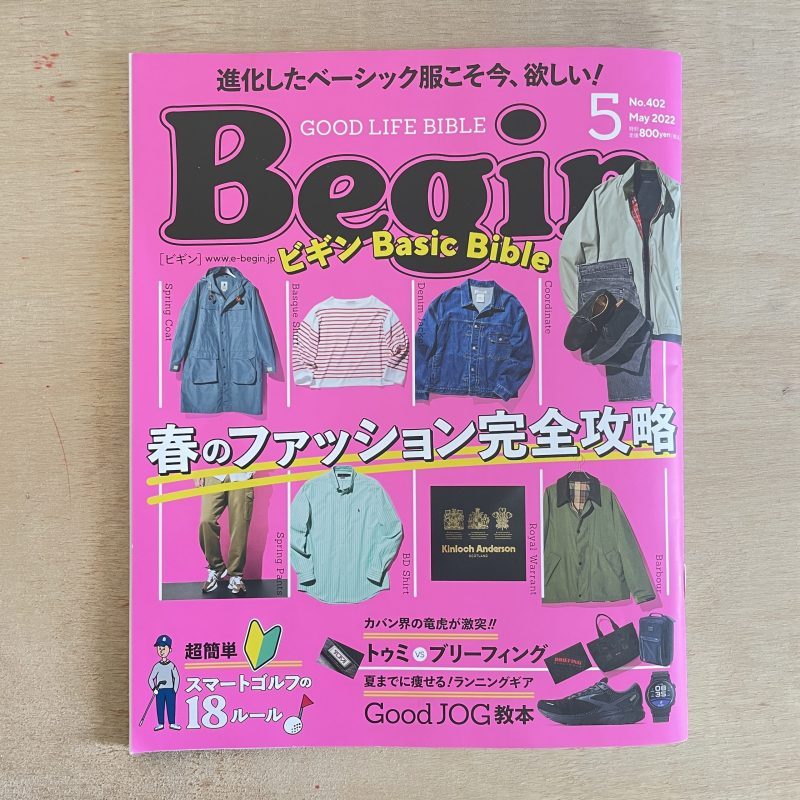 進化したベーシック服こそ今、欲しい!
Begin
GOOD LIFE BIBLE
5
No.402
May 2022
800yen
[ビギン] www.e-begin.jp
ビギン Basic Bible
Spring Coat
Basque Shirt
Denim Jacket
Coordinate
春のファッション完全攻略
Spring Pants
BD Shirt
Kinloch Anderson
SCOTLAND
Royal Warrant
Barbour
超簡単
スマートゴルフの
18ルール
カバン界の竜虎が激突!!
トゥミ VS ブリーフィング
夏までに痩せる!ランニングギア
Good JOG 教本